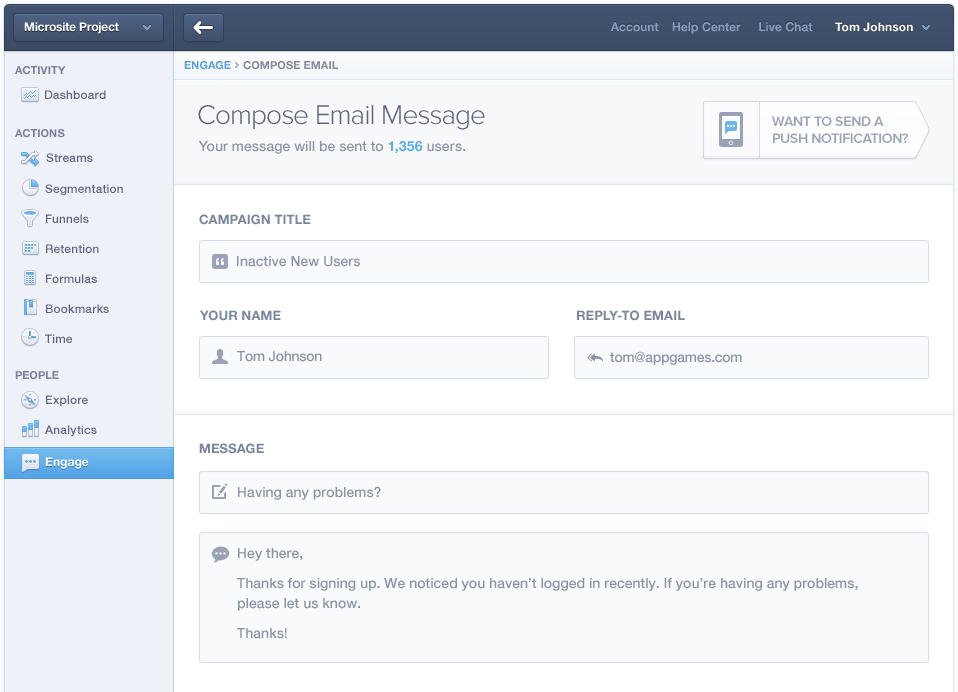 Microsite Project
Account Help Center Live Chat Tom Johnson
ACTIVITY
Dashboard
ACTIONS
Streams
Segmentation
Funnels
Retention
Formulas
Bookmarks
Time
PEOPLE
Explore
Analytics
Engage
ENGAGE > COMPOSE EMAIL
Compose Email Message
Your message will be sent to 1,356 users.
WANT TO SEND A
PUSH NOTIFICATION?
CAMPAIGN TITLE
Inactive New Users
YOUR NAME
Tom Johnson
REPLY-TO EMAIL
tom@appgames.com
MESSAGE
Having any problems?
Hey there,
Thanks for signing up. We noticed you haven’t logged in recently. If you’re having any problems,
please let us know.
Thanks!